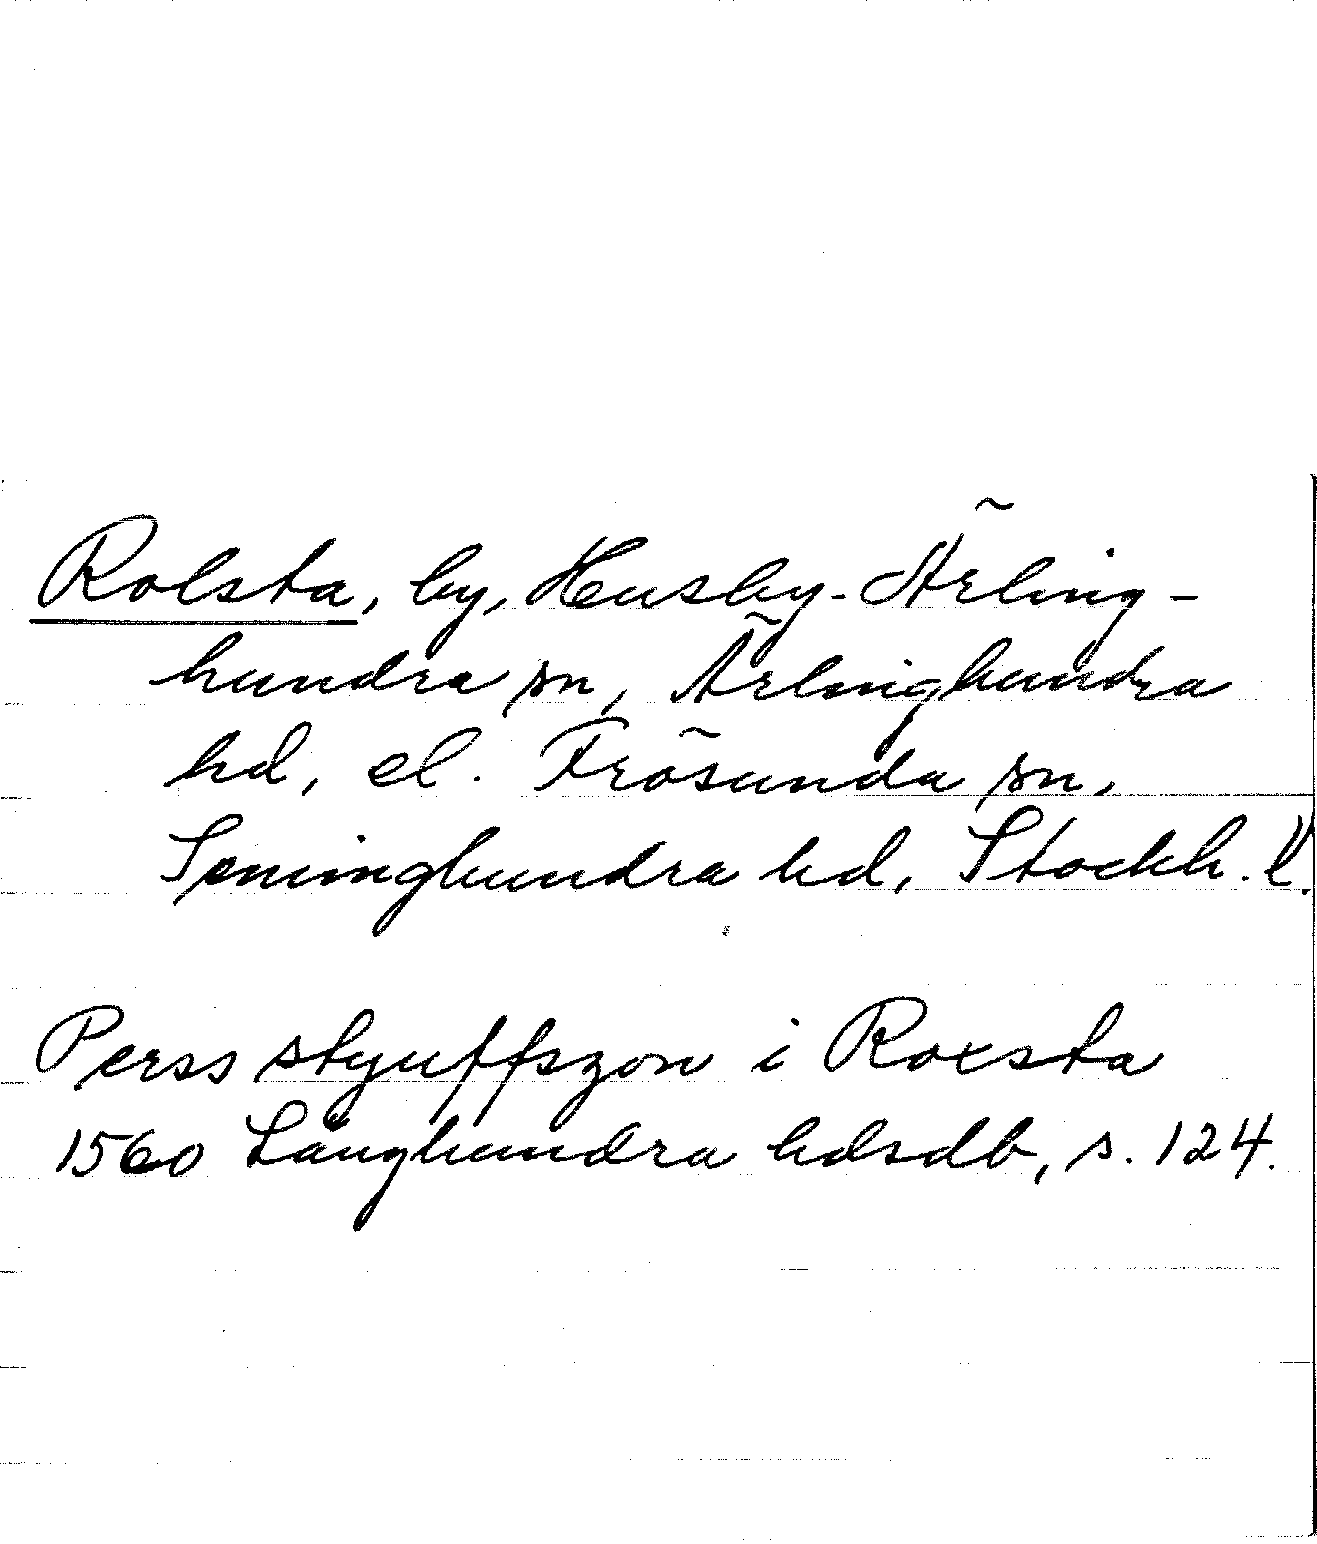 Rolsta, by, Husby-Ärling-
hundra sn, Ärlinghundra
hd, el. Frösunda sn,
Seminghundra hd, Stockh. l.
Perss styuffszon i Roxsta
1560 Långhundra hdsdb, s. 124.